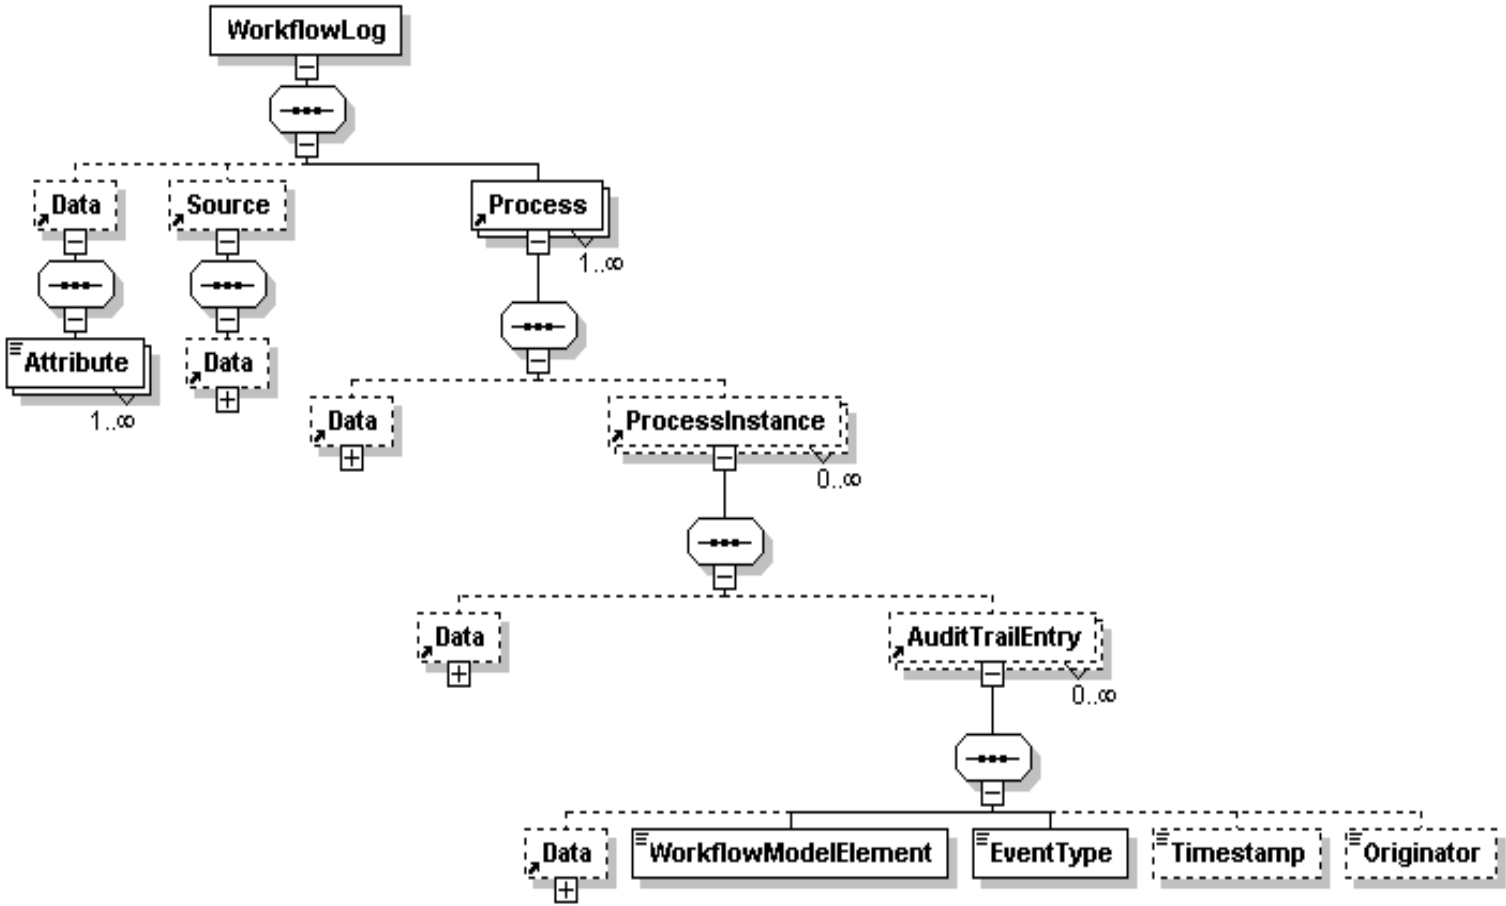 WorkflowLog
Data
Source
Process
1..∞
Attribute
1..∞
Data
Data
ProcessInstance
0..∞
Data
AuditTrailEntry
0..∞
Data
WorkflowModelElement
EventType
Timestamp
Originator